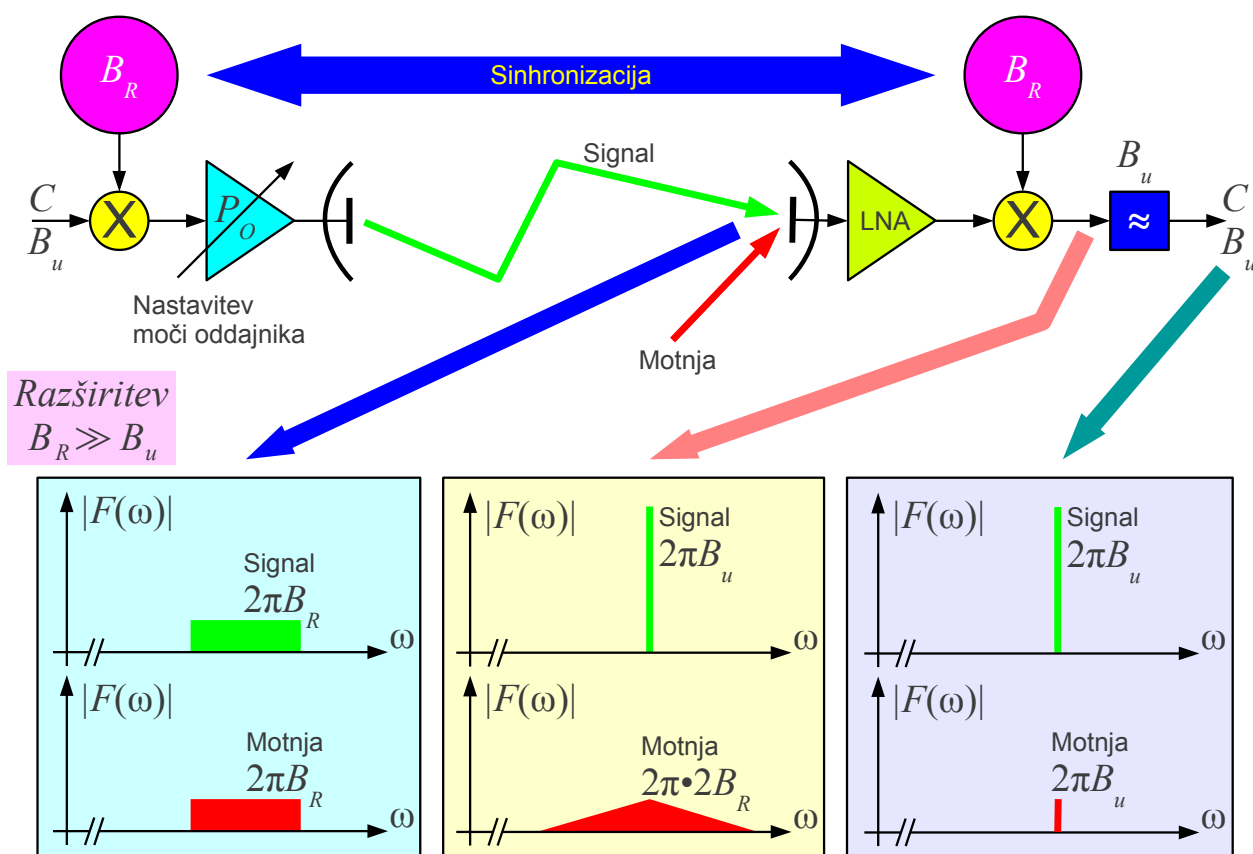 B_R
Sinhronizacija
B_R
C
B_u
X
P_O
Nastavitev
moči oddajnika
Signal
Motnja
LNA
X
B_u
≈
C
B_u
Razširitev
B_R ≫ B_u
|F(ω)|
Signal
2πB_R
ω
|F(ω)|
Motnja
2πB_R
ω
|F(ω)|
Signal
2πB_u
ω
|F(ω)|
Motnja
2π•2B_R
ω
|F(ω)|
Signal
2πB_u
ω
|F(ω)|
Motnja
2πB_u
ω